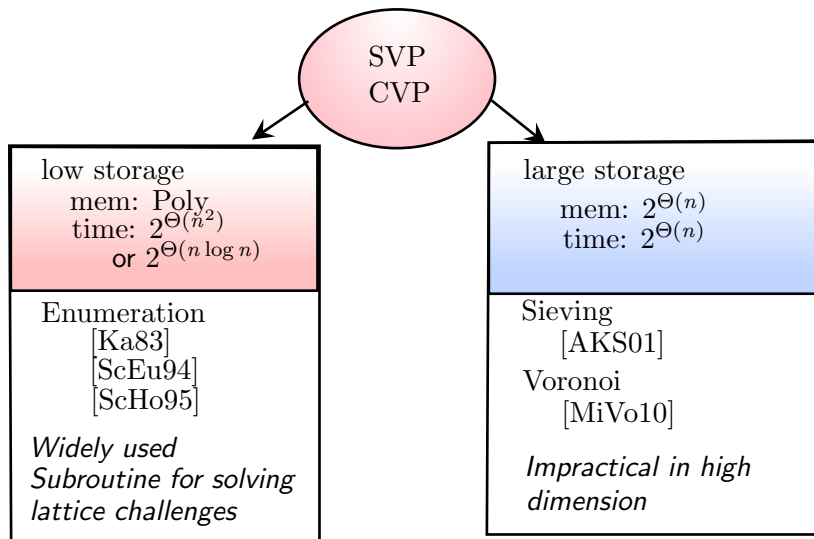 SVP
CVP
low storage
mem: Poly
time: 2^Θ(n²)
or 2^Θ(n log n)
Enumeration
[Ka83]
[ScEu94]
[ScHo95]
Widely used
Subroutine for solving
lattice challenges
large storage
mem: 2^Θ(n)
time: 2^Θ(n)
Sieving
[AKS01]
Voronoi
[MiVo10]
Impractical in high
dimension